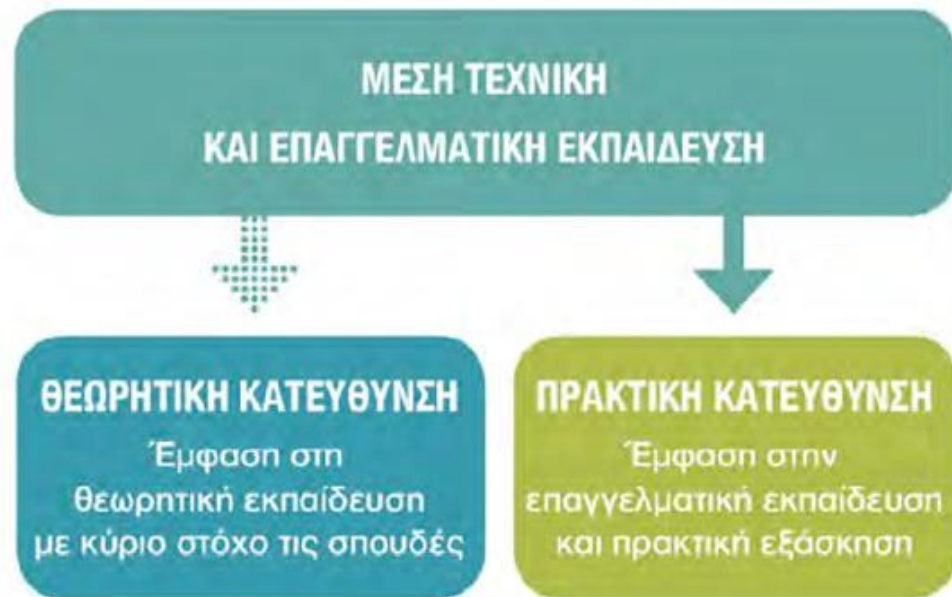 ΜΕΣΗ ΤΕΧΝΙΚΗ
ΚΑΙ ΕΠΑΓΓΕΛΜΑΤΙΚΗ ΕΚΠΑΙΔΕΥΣΗ
ΘΕΩΡΗΤΙΚΗ ΚΑΤΕΥΘΥΝΣΗ
Έμφαση στη
θεωρητική εκπαίδευση
με κύριο στόχο τις σπουδές
ΠΡΑΚΤΙΚΗ ΚΑΤΕΥΘΥΝΣΗ
Έμφαση στην
επαγγελματική εκπαίδευση
και πρακτική εξάσκηση